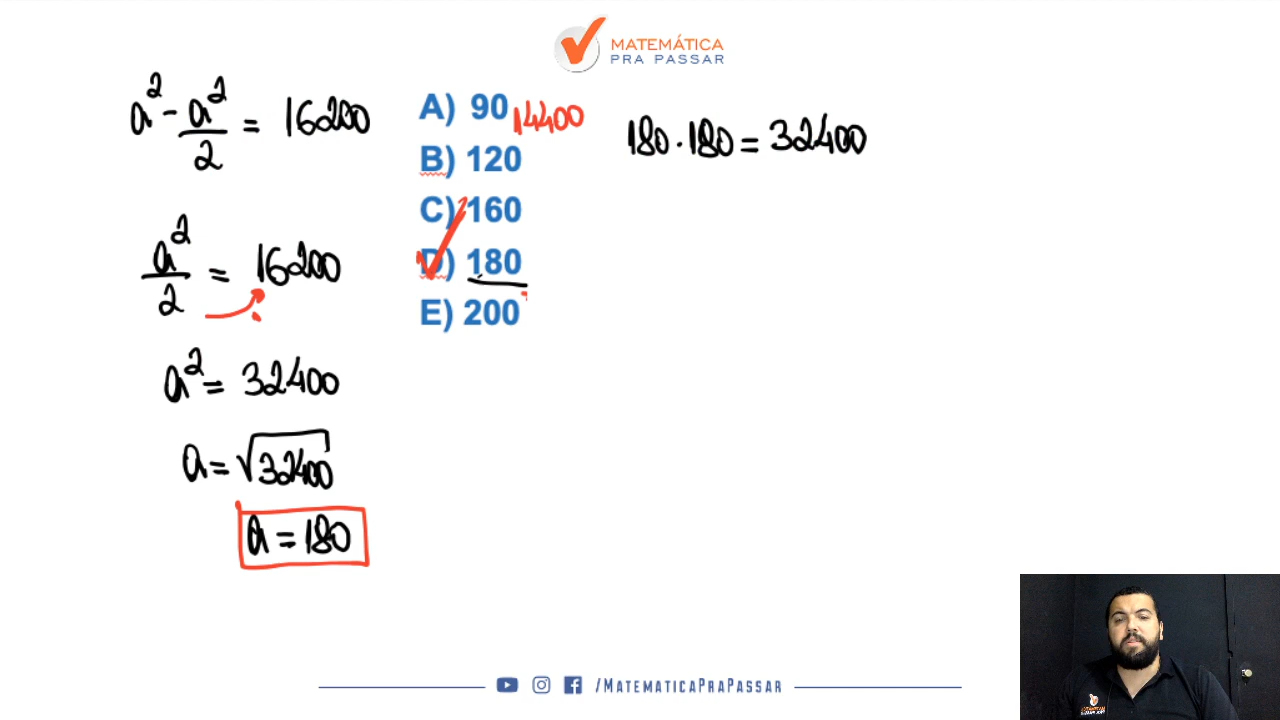 MATEMÁTICA
PRA PASSAR
a² - a²/2 = 16200
a²/2 = 16200
a² = 32400
a = √32400
a = 180
A) 90
14400
B) 120
C) 160
D) 180
E) 200
180 · 180 = 32400
/MATEMATICAPRAPASSAR